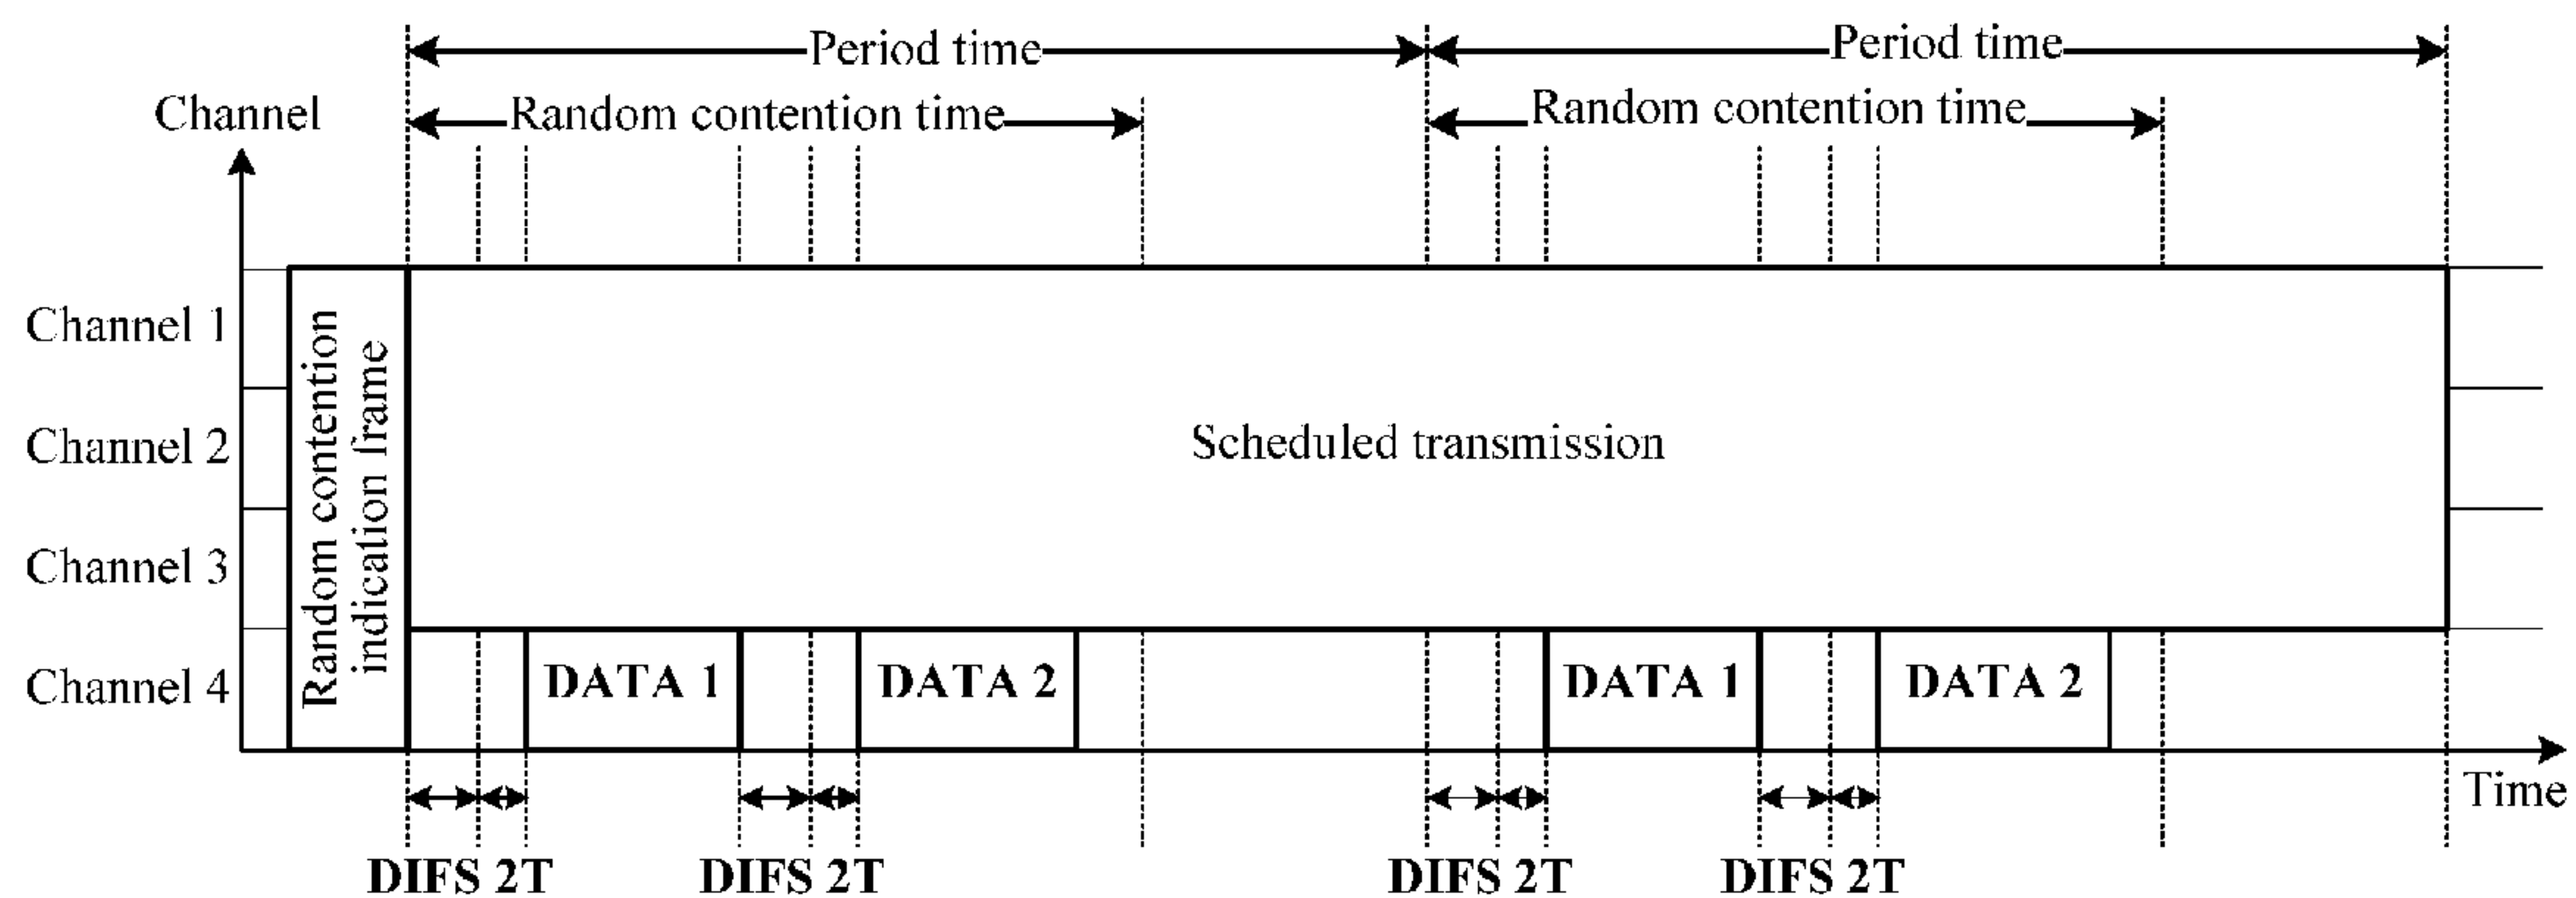 Period time
Period time
Channel
Random contention time
Random contention time
Channel 1
Channel 2
Channel 3
Channel 4
Random contention
indication frame
Scheduled transmission
DATA 1
DATA 2
DATA 1
DATA 2
Time
DIFS 2T
DIFS 2T
DIFS 2T
DIFS 2T